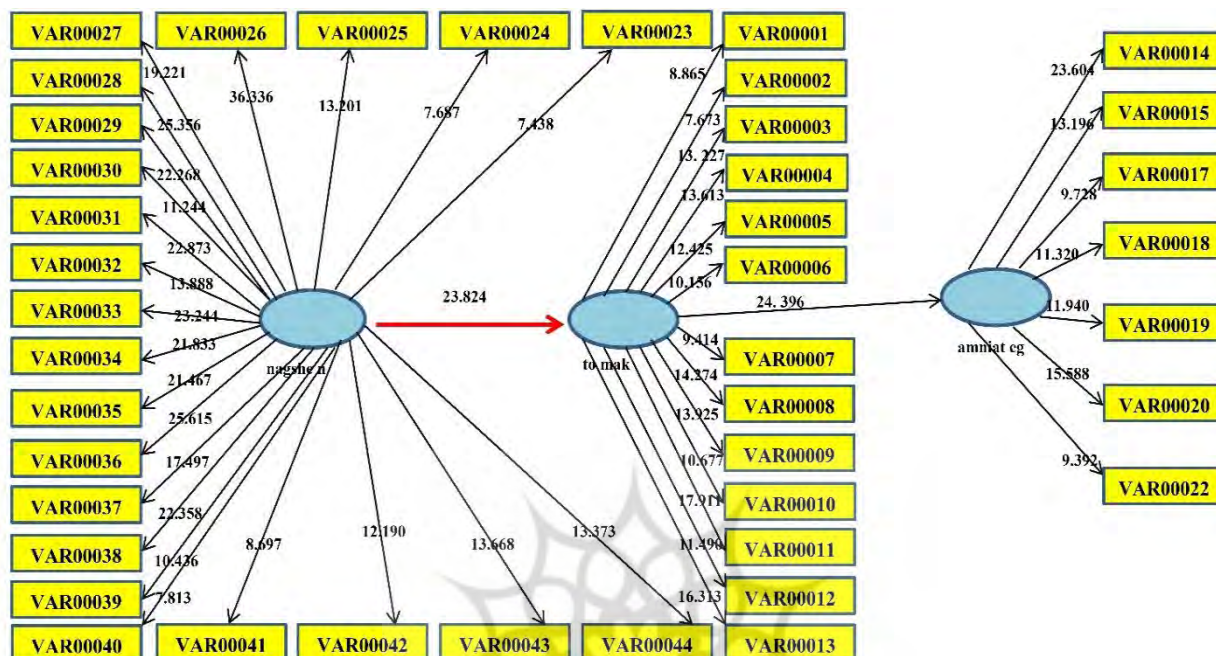 VAR00027
VAR00026
VAR00025
VAR00024
VAR00023
VAR00001
VAR00014
VAR00028
VAR00002
VAR00015
VAR00029
VAR00003
VAR00017
VAR00030
VAR00004
VAR00018
VAR00031
VAR00005
VAR00019
VAR00032
VAR00006
VAR00020
VAR00033
VAR00007
VAR00022
VAR00034
VAR00008
VAR00035
VAR00009
VAR00036
VAR00010
VAR00037
VAR00011
VAR00038
VAR00012
VAR00039
VAR00013
VAR00040
VAR00041
VAR00042
VAR00043
VAR00044
19.221
36.336
13.201
7.687
7.438
25.356
22.268
11.244
22.873
13.888
23.244
21.833
21.467
25.615
17.497
22.358
10.436
7.813
8.697
12.190
13.668
13.373
nagshe n
23.824
8.865
7.673
13. 227
13.613
12.425
10.156
9.414
14.274
13.925
10.677
17.911
11.490
16.313
to mak
24. 396
23.604
13.196
9.728
11.320
11.940
15.588
9.392
amniat eg